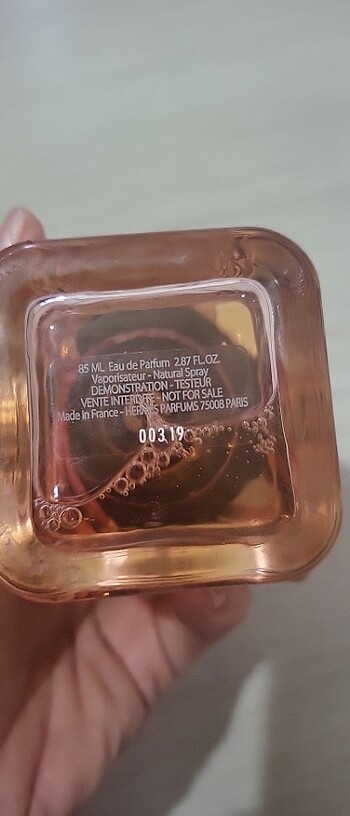 85 ML Eau de Parfum 2.87 FL.OZ.
Vaporisateur - Natural Spray
DEMONSTRATION - TESTEUR
VENTE INTERDITE - NOT FOR SALE
Made in France - HERMÈS PARFUMS 75008 PARIS
00319